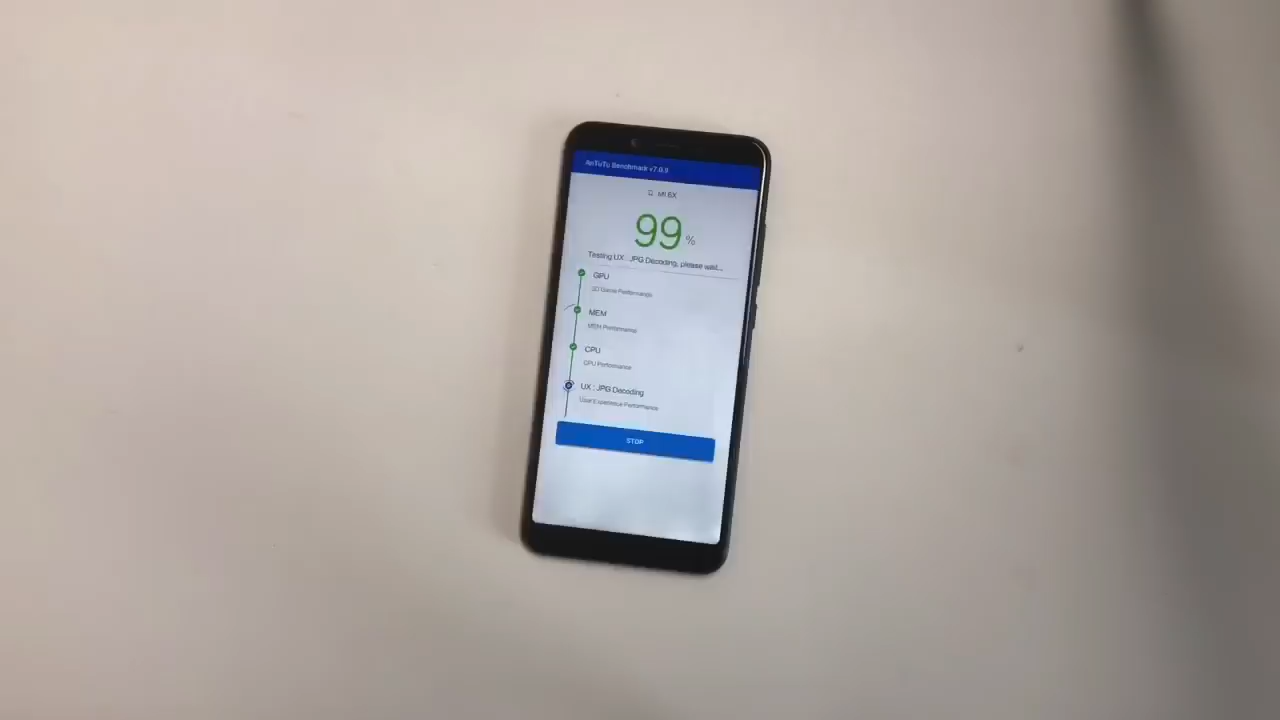 AnTuTu Benchmark v7.0.9
MI 6X
99 %
Testing UX : JPG Decoding, please wait...
GPU
3D Game Performance
MEM
MEM Performance
CPU
CPU Performance
UX : JPG Decoding
User Experience Performance
STOP